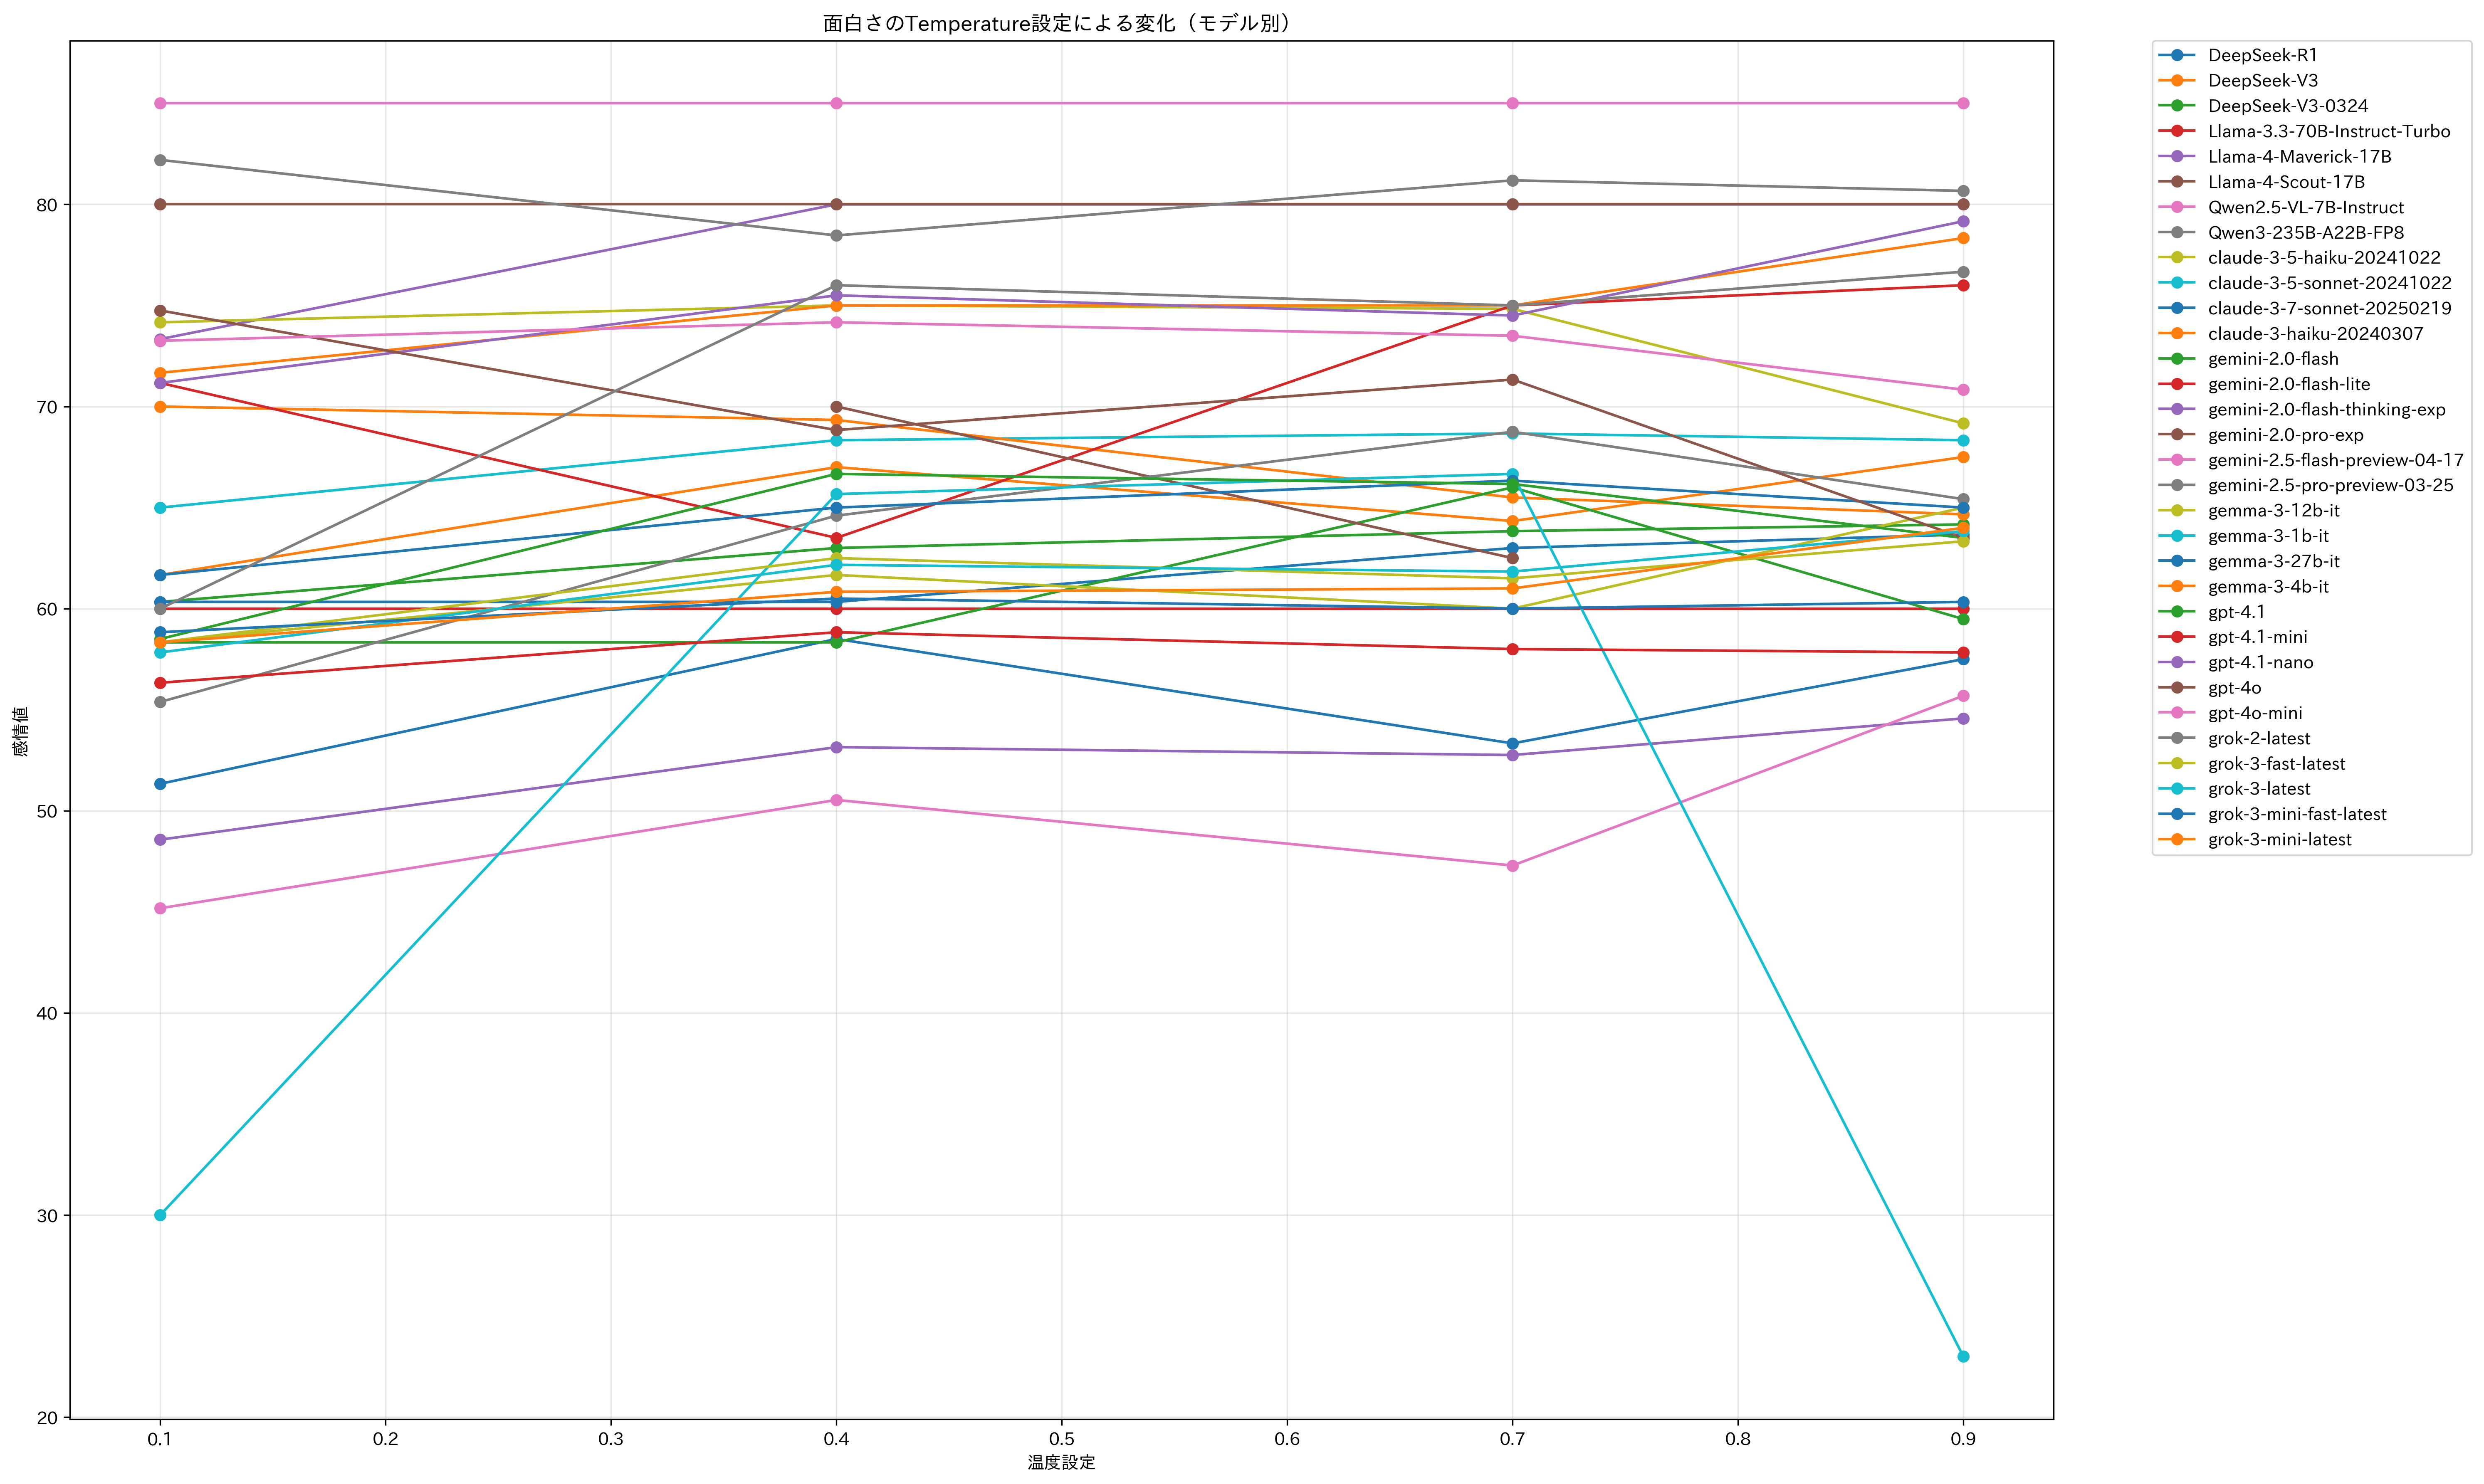 面白さのTemperature設定による変化（モデル別）
感情値
80
70
60
50
40
30
20
0.1
0.2
0.3
0.4
0.5
0.6
0.7
0.8
0.9
温度設定
DeepSeek-R1
DeepSeek-V3
DeepSeek-V3-0324
Llama-3.3-70B-Instruct-Turbo
Llama-4-Maverick-17B
Llama-4-Scout-17B
Qwen2.5-VL-7B-Instruct
Qwen3-235B-A22B-FP8
claude-3-5-haiku-20241022
claude-3-5-sonnet-20241022
claude-3-7-sonnet-20250219
claude-3-haiku-20240307
gemini-2.0-flash
gemini-2.0-flash-lite
gemini-2.0-flash-thinking-exp
gemini-2.0-pro-exp
gemini-2.5-flash-preview-04-17
gemini-2.5-pro-preview-03-25
gemma-3-12b-it
gemma-3-1b-it
gemma-3-27b-it
gemma-3-4b-it
gpt-4.1
gpt-4.1-mini
gpt-4.1-nano
gpt-4o
gpt-4o-mini
grok-2-latest
grok-3-fast-latest
grok-3-latest
grok-3-mini-fast-latest
grok-3-mini-latest